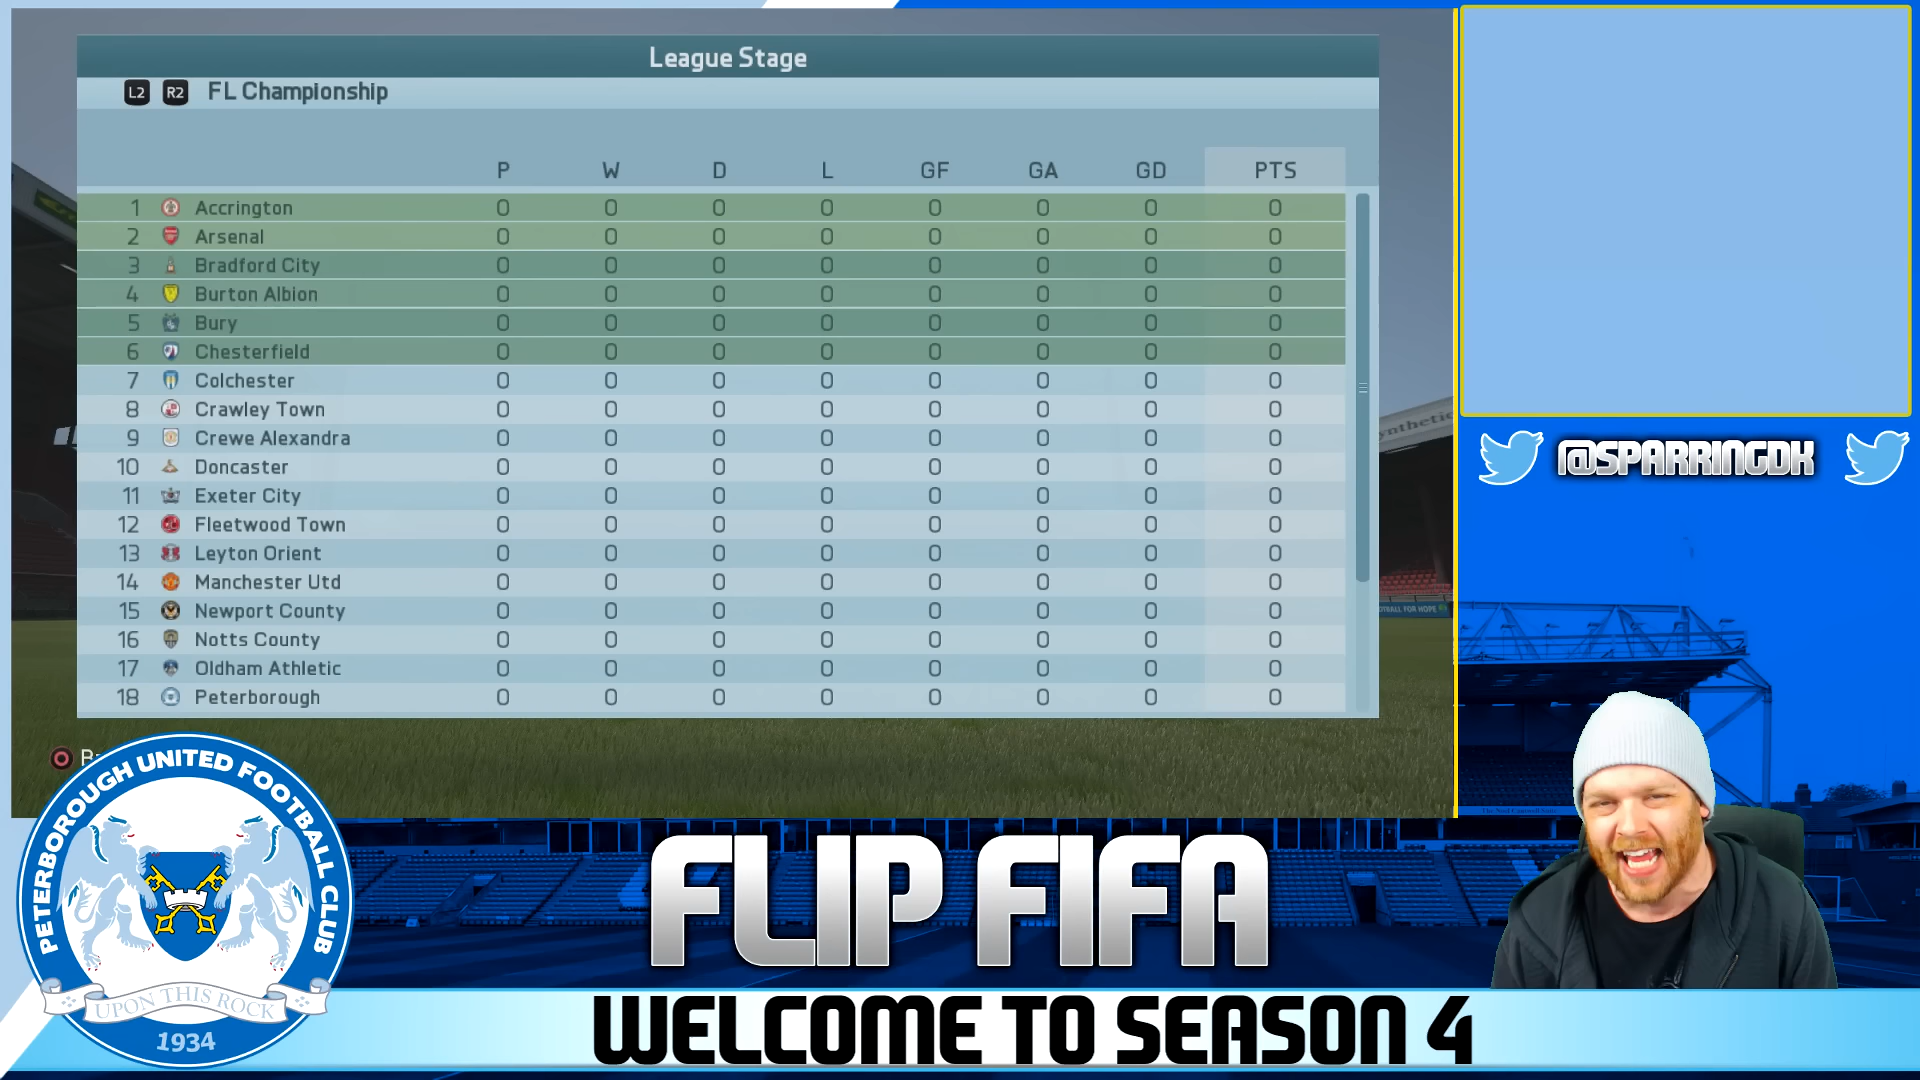 League Stage
L2 R2 FL Championship
P W D L GF GA GD PTS
1 Accrington 0 0 0 0 0 0 0 0
2 Arsenal 0 0 0 0 0 0 0 0
3 Bradford City 0 0 0 0 0 0 0 0
4 Burton Albion 0 0 0 0 0 0 0 0
5 Bury 0 0 0 0 0 0 0 0
6 Chesterfield 0 0 0 0 0 0 0 0
7 Colchester 0 0 0 0 0 0 0 0
8 Crawley Town 0 0 0 0 0 0 0 0
9 Crewe Alexandra 0 0 0 0 0 0 0 0
10 Doncaster 0 0 0 0 0 0 0 0
11 Exeter City 0 0 0 0 0 0 0 0
12 Fleetwood Town 0 0 0 0 0 0 0 0
13 Leyton Orient 0 0 0 0 0 0 0 0
14 Manchester Utd 0 0 0 0 0 0 0 0
15 Newport County 0 0 0 0 0 0 0 0
16 Notts County 0 0 0 0 0 0 0 0
17 Oldham Athletic 0 0 0 0 0 0 0 0
18 Peterborough 0 0 0 0 0 0 0 0
@SPARRINGDK
PETERBOROUGH UNITED FOOTBALL CLUB
UPON THIS ROCK
1934
FLIP FIFA
WELCOME TO SEASON 4